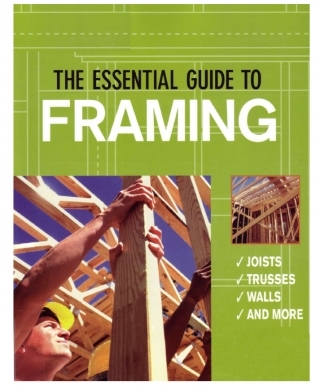 THE ESSENTIAL GUIDE TO
FRAMING
✓ JOISTS
✓ TRUSSES
✓ WALLS
✓ AND MORE